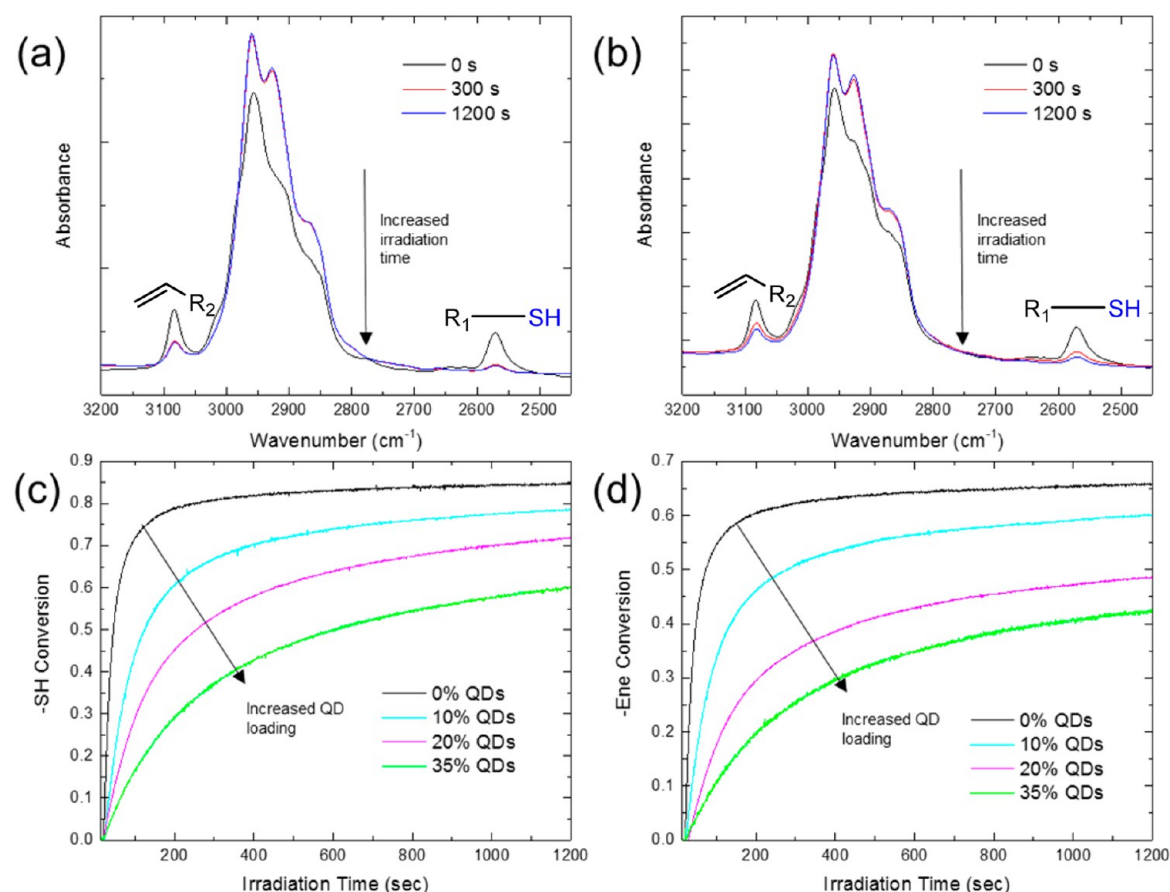 (a)
0 s
300 s
1200 s
Absorbance
Increased
irradiation
time
R2
R1 SH
3200 3100 3000 2900 2800 2700 2600 2500
Wavenumber (cm-1)
(b)
0 s
300 s
1200 s
Absorbance
Increased
irradiation
time
R2
R1 SH
3200 3100 3000 2900 2800 2700 2600 2500
Wavenumber (cm-1)
(c)
-SH Conversion
0.9
0.8
0.7
0.6
0.5
0.4
0.3
0.2
0.1
0.0
Increased QD
loading
0% QDs
10% QDs
20% QDs
35% QDs
200 400 600 800 1000 1200
Irradiation Time (sec)
(d)
-Ene Conversion
0.7
0.6
0.5
0.4
0.3
0.2
0.1
0.0
Increased QD
loading
0% QDs
10% QDs
20% QDs
35% QDs
200 400 600 800 1000 1200
Irradiation Time (sec)